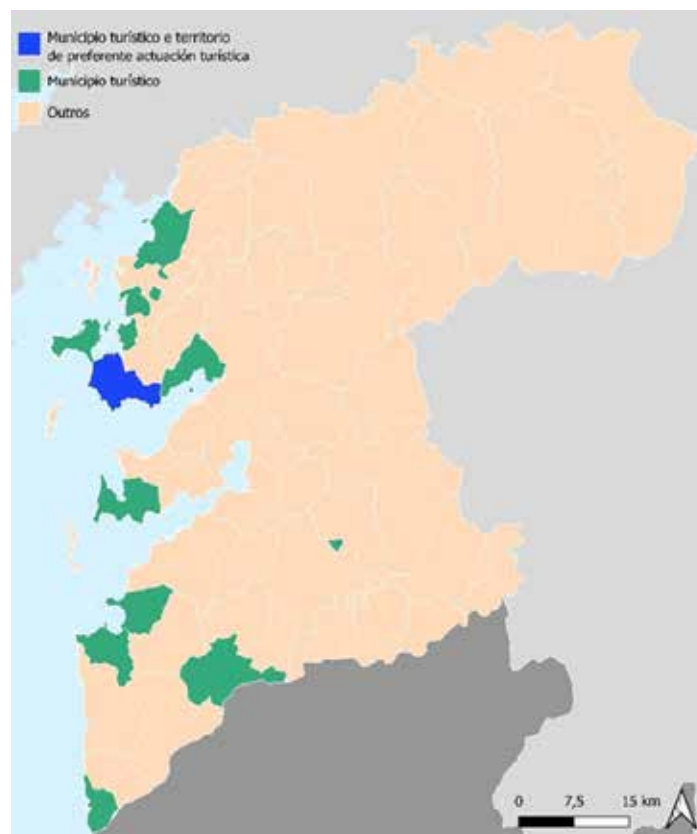 Municipio turístico e territorio
de preferente actuación turística
Municipio turístico
Outros
0 7,5 15 km